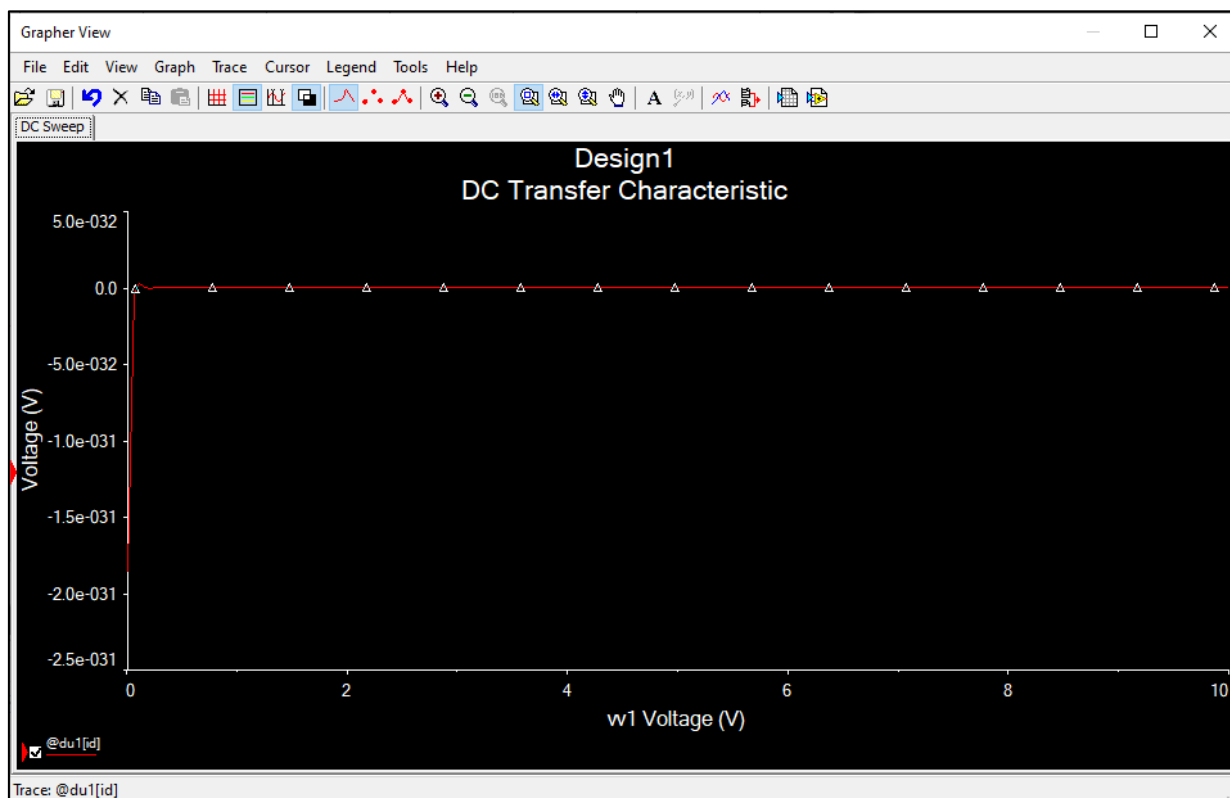 Grapher View
File Edit View Graph Trace Cursor Legend Tools Help
DC Sweep
Design1
DC Transfer Characteristic
5.0e-032
0.0
-5.0e-032
-1.0e-031
-1.5e-031
-2.0e-031
-2.5e-031
Voltage (V)
0 2 4 6 8 10
vv1 Voltage (V)
@du1[id]
Trace: @du1[id]